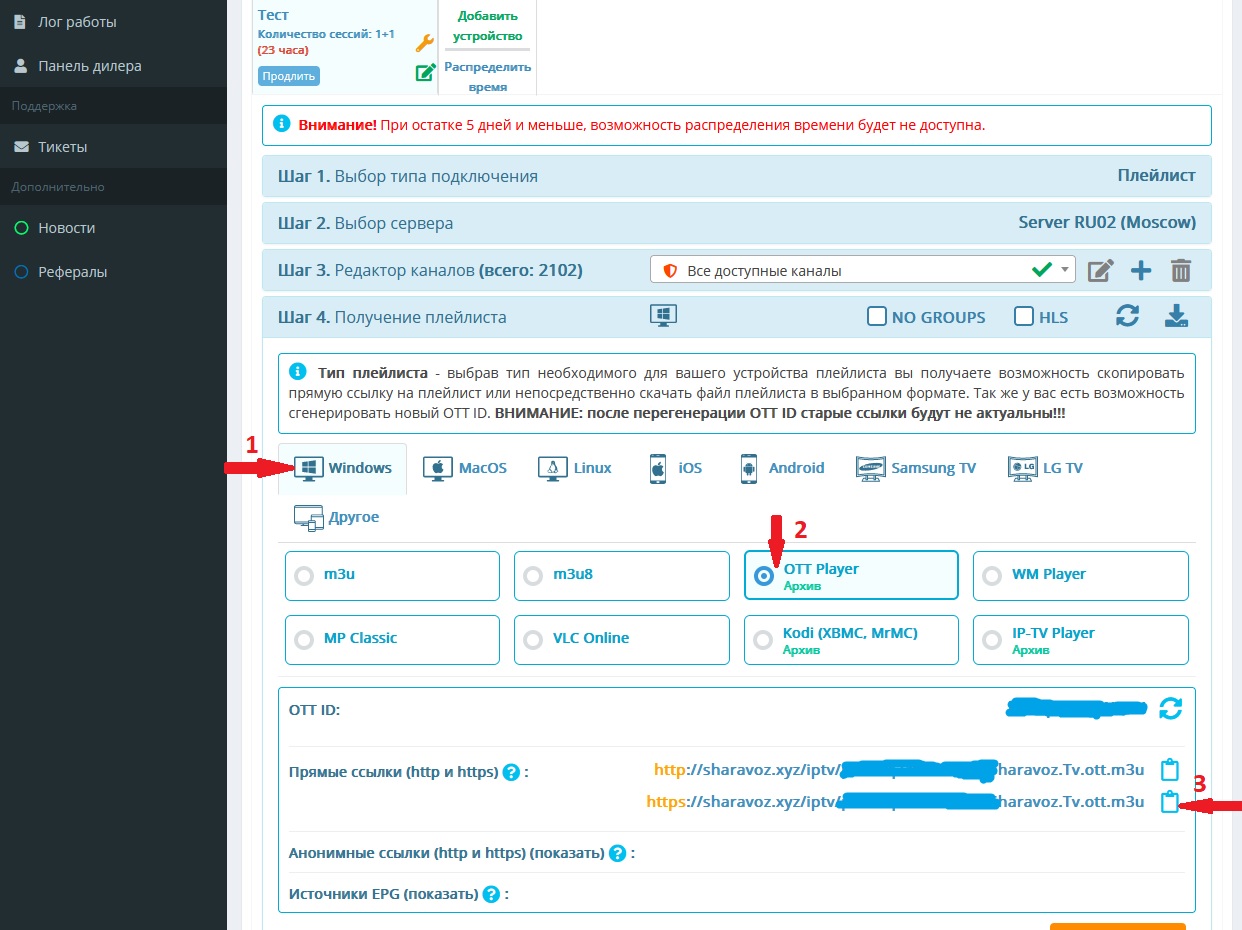 Лог работы
Панель дилера
Поддержка
Тикеты
Дополнительно
Новости
Рефералы
Тест
Количество сессий: 1+1
(23 часа)
Продлить
Добавить
устройство
Распределить
время
Внимание! При остатке 5 дней и меньше, возможность распределения времени будет не доступна.
Шаг 1. Выбор типа подключения
Плейлист
Шаг 2. Выбор сервера
Server RU02 (Moscow)
Шаг 3. Редактор каналов (всего: 2102)
Все доступные каналы
Шаг 4. Получение плейлиста
NO GROUPS
HLS
Тип плейлиста - выбрав тип необходимого для вашего устройства плейлиста вы получаете возможность скопировать
прямую ссылку на плейлист или непосредственно скачать файл плейлиста в выбранном формате. Так же у вас есть возможность
сгенерировать новый OTT ID. ВНИМАНИЕ: после перегенерации OTT ID старые ссылки будут не актуальны!!!
1
Windows
MacOS
Linux
iOS
Android
SAMSUNG
Samsung TV
LG
LG TV
Другое
2
m3u
m3u8
OTT Player
Архив
WM Player
MP Classic
VLC Online
Kodi (XBMC, MrMC)
Архив
IP-TV Player
Архив
OTT ID:
Прямые ссылки (http и https) ? :
http://sharavoz.xyz/iptv/
haravoz.Tv.ott.m3u
3
https://sharavoz.xyz/iptv/
haravoz.Tv.ott.m3u
Анонимные ссылки (http и https) (показать) ? :
Источники EPG (показать) ? :